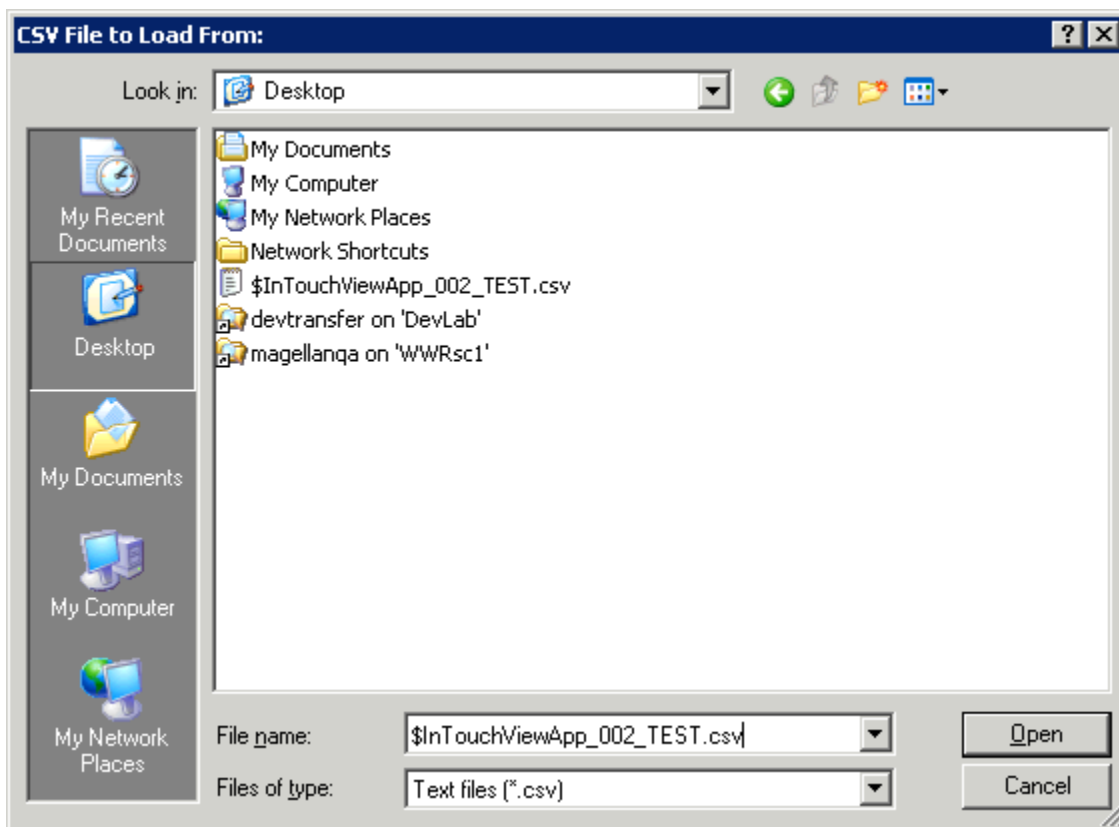 CSV File to Load From:
Look in:
Desktop
My Recent
Documents
Desktop
My Documents
My Computer
My Network
Places
My Documents
My Computer
My Network Places
Network Shortcuts
$InTouchViewApp_002_TEST.csv
devtransfer on 'DevLab'
magellanqa on 'WWRsc1'
File name:
$InTouchViewApp_002_TEST.csv
Open
Files of type:
Text files (*.csv)
Cancel